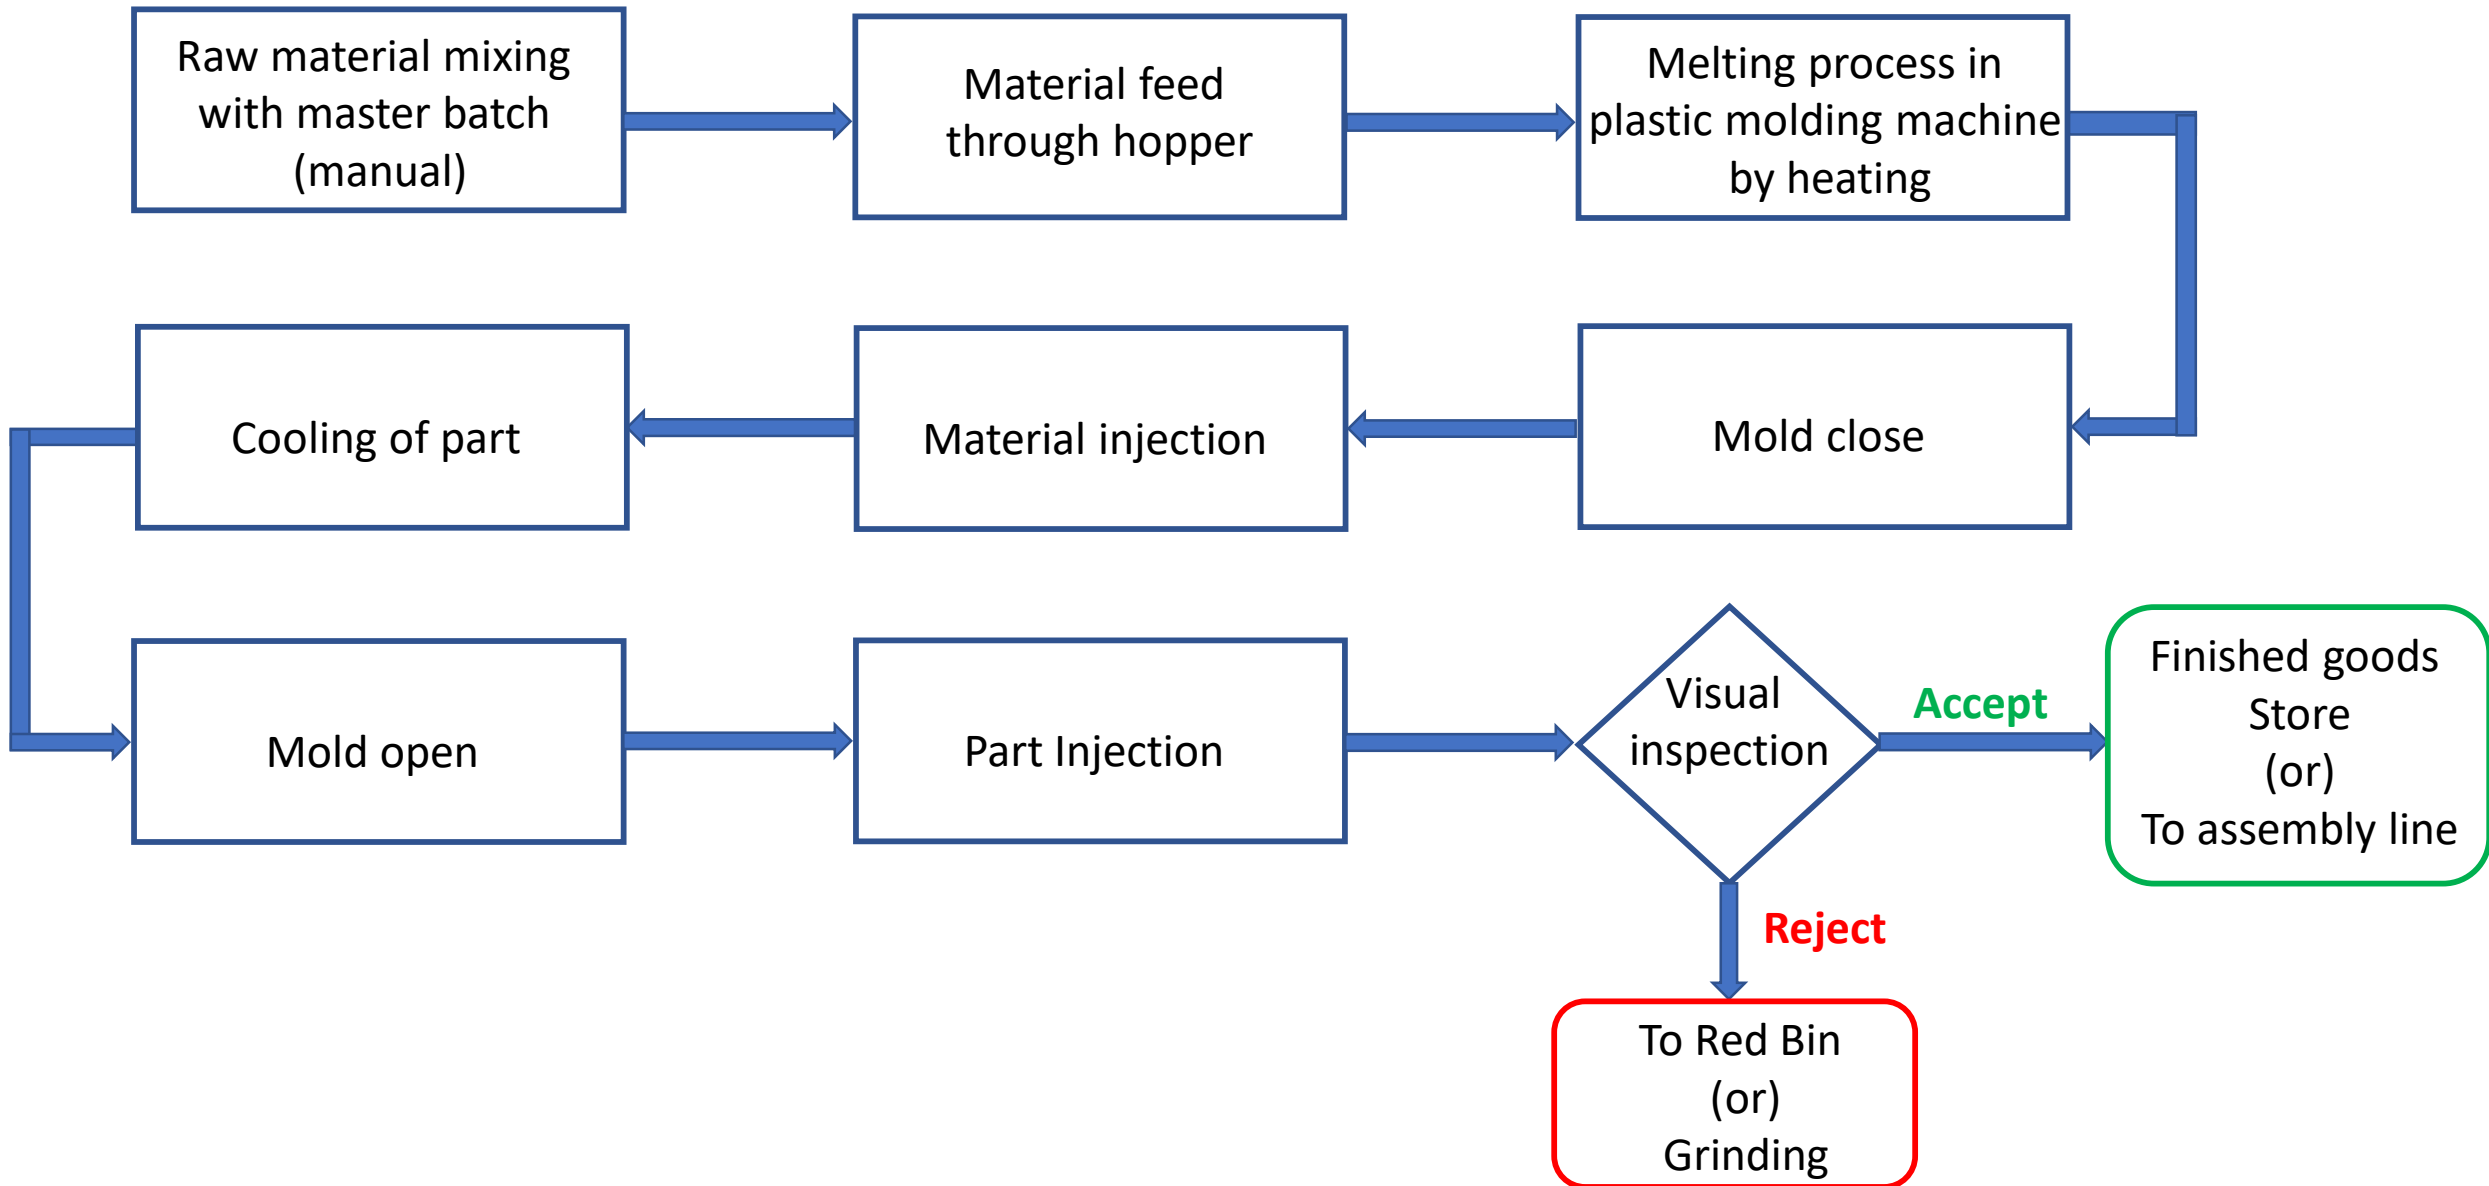 Raw material mixing
with master batch
(manual)
Material feed
through hopper
Melting process in
plastic molding machine
by heating
Mold close
Material injection
Cooling of part
Mold open
Part Injection
Visual
inspection
Accept
Finished goods
Store
(or)
To assembly line
Reject
To Red Bin
(or)
Grinding